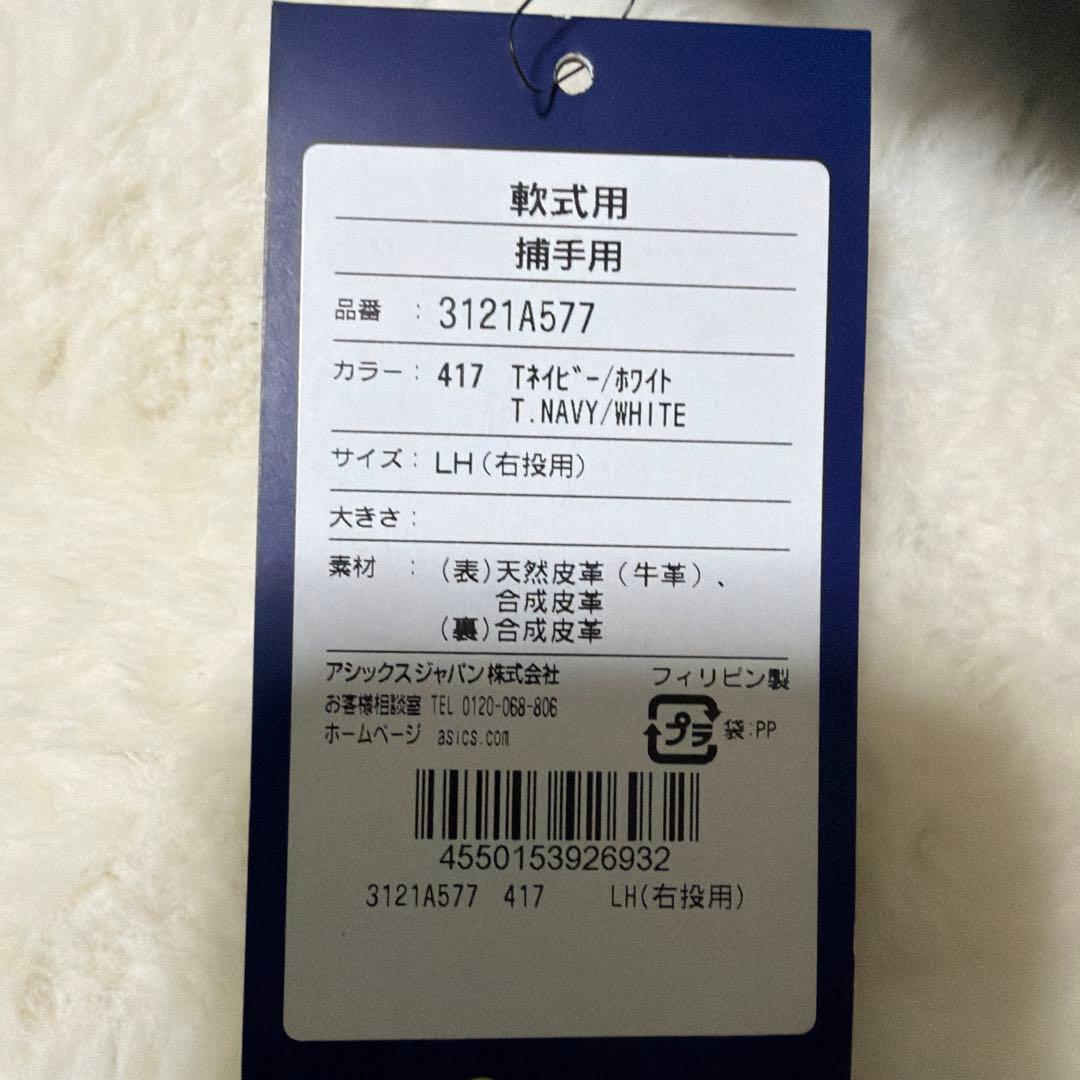 軟式用
捕手用
品番 : 3121A577
カラー : 417 Tネイビー/ホワイト
T.NAVY/WHITE
サイズ : LH(右投用)
大きさ :
素材 : (表)天然皮革(牛革)、
合成皮革
(裏)合成皮革
アシックスジャパン株式会社
フィリピン製
お客様相談室 TEL 0120-068-806
ホームページ asics.com
プラ 袋:PP
4550153926932
3121A577 417 LH(右投用)